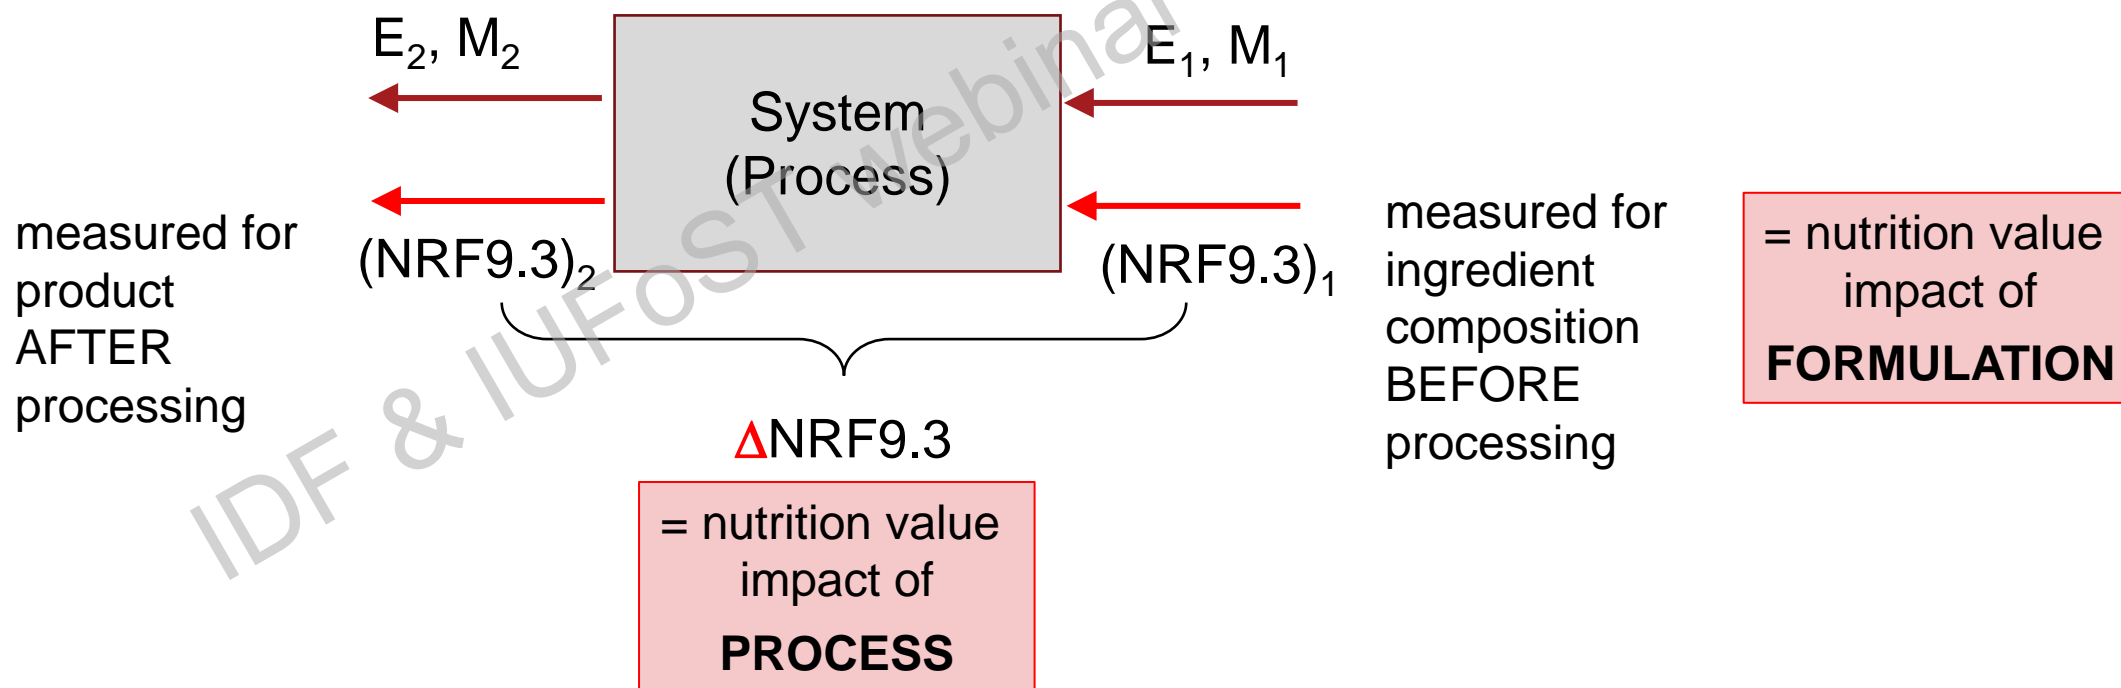 E₂, M₂
E₁, M₁
System
(Process)
(NRF9.3)₂
(NRF9.3)₁
measured for
product
AFTER
processing
measured for
ingredient
composition
BEFORE
processing
= nutrition value
impact of
FORMULATION
ΔNRF9.3
= nutrition value
impact of
PROCESS
IDF & IUFoST webinar